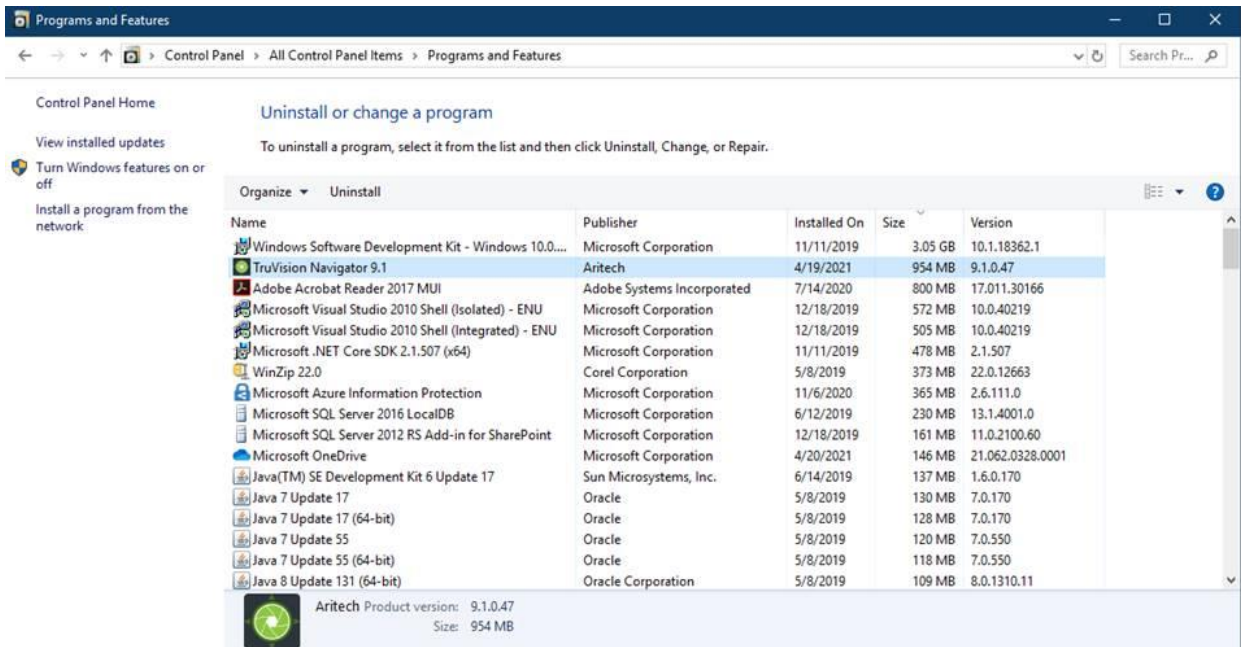 Programs and Features
Control Panel > All Control Panel Items > Programs and Features
Search Pr...
Control Panel Home
View installed updates
Turn Windows features on or
off
Install a program from the
network
Uninstall or change a program
To uninstall a program, select it from the list and then click Uninstall, Change, or Repair.
Organize Uninstall
Name Publisher Installed On Size Version
Windows Software Development Kit - Windows 10.0.... Microsoft Corporation 11/11/2019 3.05 GB 10.1.18362.1
TruVision Navigator 9.1 Aritech 4/19/2021 954 MB 9.1.0.47
Adobe Acrobat Reader 2017 MUI Adobe Systems Incorporated 7/14/2020 800 MB 17.011.30166
Microsoft Visual Studio 2010 Shell (Isolated) - ENU Microsoft Corporation 12/18/2019 572 MB 10.0.40219
Microsoft Visual Studio 2010 Shell (Integrated) - ENU Microsoft Corporation 12/18/2019 505 MB 10.0.40219
Microsoft .NET Core SDK 2.1.507 (x64) Microsoft Corporation 11/11/2019 478 MB 2.1.507
WinZip 22.0 Corel Corporation 5/8/2019 373 MB 22.0.12663
Microsoft Azure Information Protection Microsoft Corporation 11/6/2020 365 MB 2.6.111.0
Microsoft SQL Server 2016 LocalDB Microsoft Corporation 6/12/2019 230 MB 13.1.4001.0
Microsoft SQL Server 2012 RS Add-in for SharePoint Microsoft Corporation 12/18/2019 161 MB 11.0.2100.60
Microsoft OneDrive Microsoft Corporation 4/20/2021 146 MB 21.062.0328.0001
Java(TM) SE Development Kit 6 Update 17 Sun Microsystems, Inc. 6/14/2019 137 MB 1.6.0.170
Java 7 Update 17 Oracle 5/8/2019 130 MB 7.0.170
Java 7 Update 17 (64-bit) Oracle 5/8/2019 128 MB 7.0.170
Java 7 Update 55 Oracle 5/8/2019 120 MB 7.0.550
Java 7 Update 55 (64-bit) Oracle 5/8/2019 118 MB 7.0.550
Java 8 Update 131 (64-bit) Oracle Corporation 5/8/2019 109 MB 8.0.1310.11
Aritech Product version: 9.1.0.47
Size: 954 MB